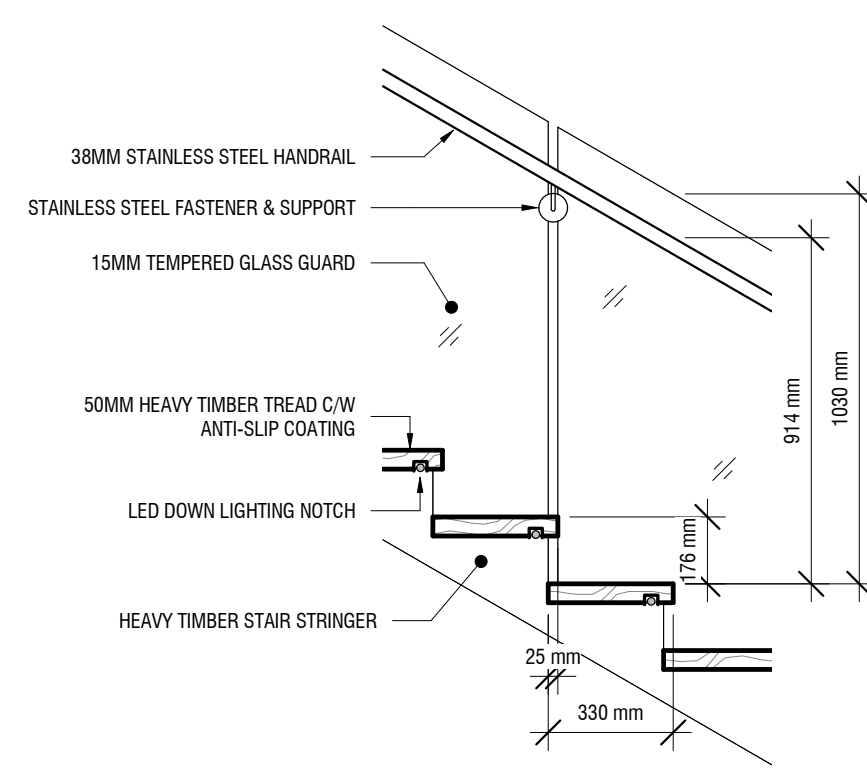 38MM STAINLESS STEEL HANDRAIL
STAINLESS STEEL FASTENER & SUPPORT
15MM TEMPERED GLASS GUARD
50MM HEAVY TIMBER TREAD C/W
ANTI-SLIP COATING
LED DOWN LIGHTING NOTCH
HEAVY TIMBER STAIR STRINGER
914 mm
1030 mm
176 mm
25 mm
330 mm